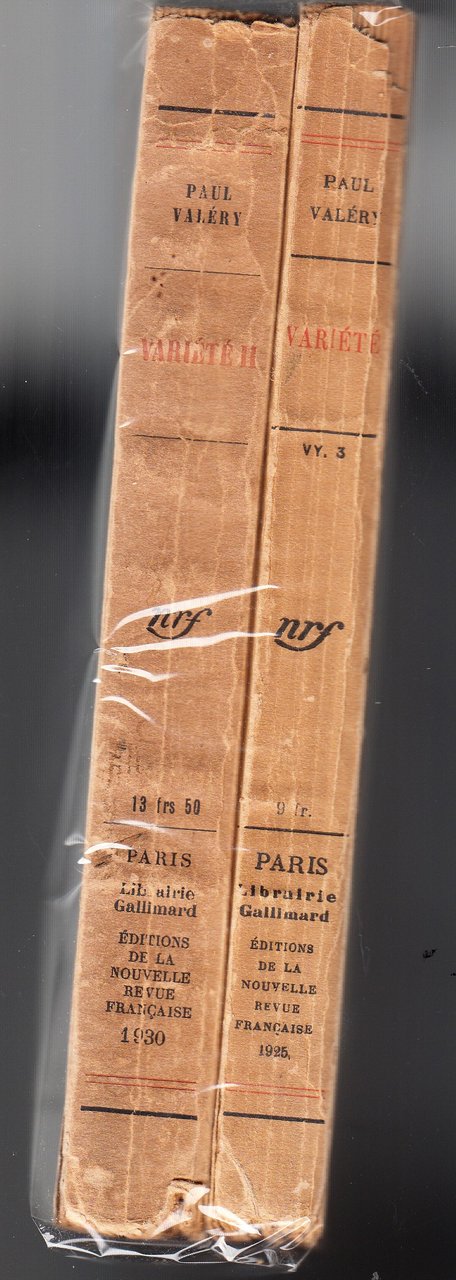 PAUL
VALÉRY
VARIÉTÉ II
nrf
13 frs 50
PARIS
Librairie
Gallimard
ÉDITIONS
DE LA
NOUVELLE
REVUE
FRANÇAISE
1930
PAUL
VALÉRY
VARIÉTÉ
VY. 3
nrf
9 fr.
PARIS
Librairie
Gallimard
ÉDITIONS
DE LA
NOUVELLE
REVUE
FRANÇAISE
1925.